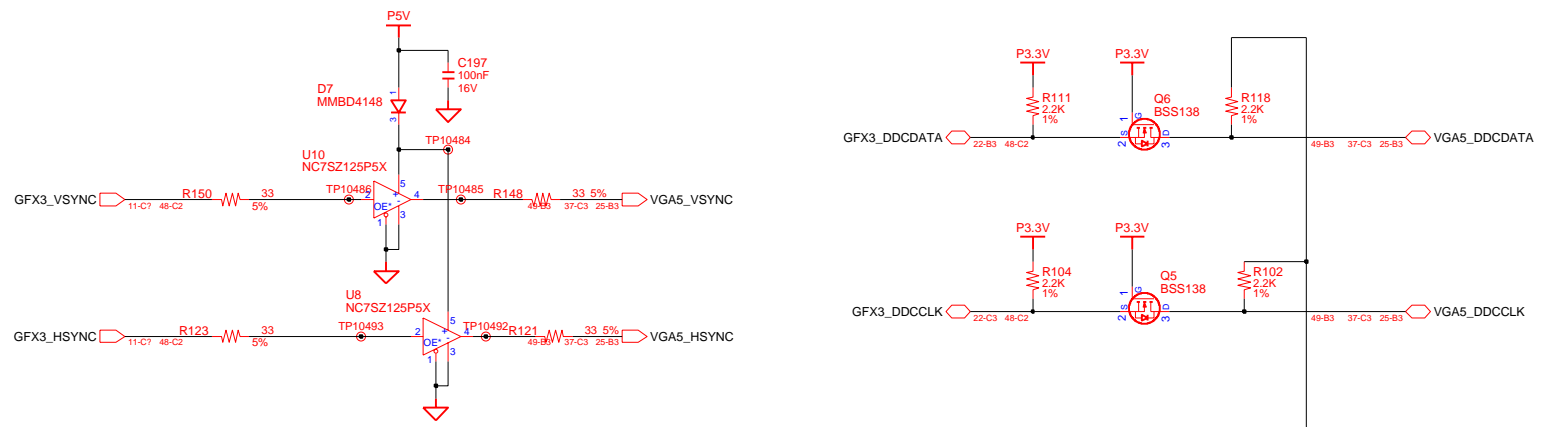 P5V
C197
100nF
16V
D7
MMBD4148
1
3
TP10484
U10
NC7SZ125P5X
GFX3_VSYNC
11-C? 48-C2
R150
33
5%
TP10486
2
5
+
-
OE*
4
1
3
TP10485
R148
33 5%
49-B3 37-C3 25-B3
VGA5_VSYNC
U8
NC7SZ125P5X
GFX3_HSYNC
11-C? 48-C2
R123
33
5%
TP10493
2
5
+
-
OE*
4
1
3
TP10492
R121
33 5%
49-B3 37-C3 25-B3
VGA5_HSYNC
P3.3V
P3.3V
R111
2.2K
1%
Q6
BSS138
R118
2.2K
1%
GFX3_DDCDATA
22-B3 48-C2
1
G
2
S
3
D
49-B3 37-C3 25-B3
VGA5_DDCDATA
P3.3V
P3.3V
R104
2.2K
1%
Q5
BSS138
R102
2.2K
1%
GFX3_DDCCLK
22-C3 48-C2
1
G
2
S
3
D
49-B3 37-C3 25-B3
VGA5_DDCCLK